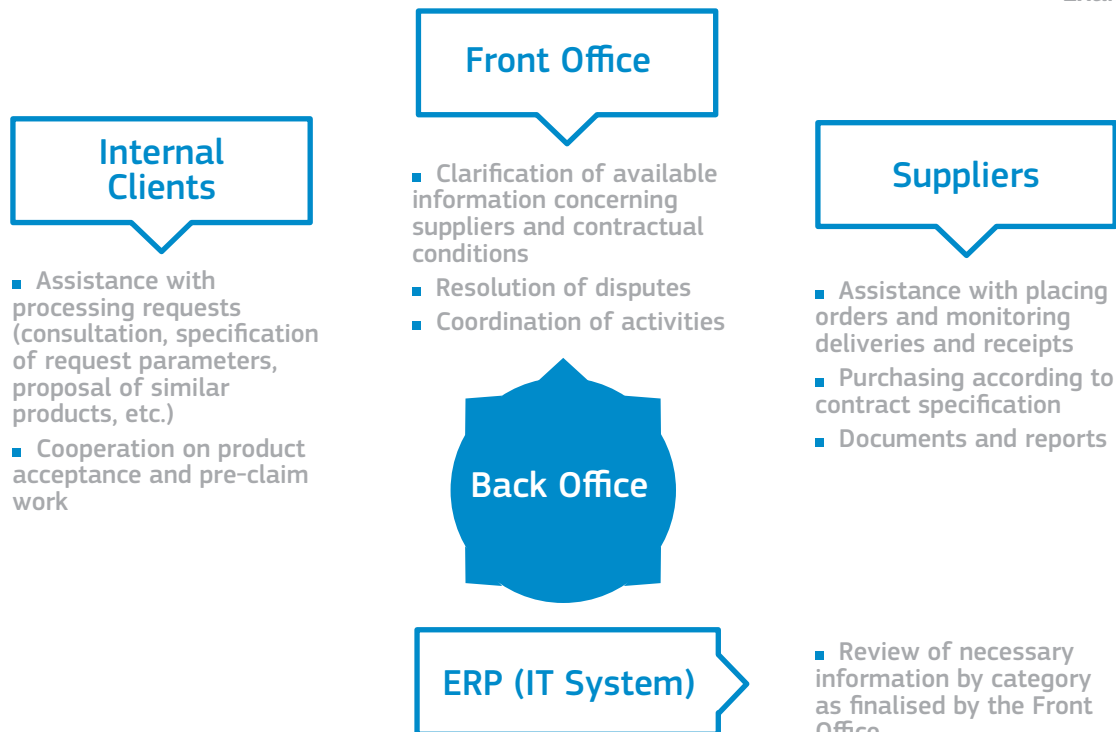 Front Office
Internal
Clients
Suppliers
▪ Clarification of available
information concerning
suppliers and contractual
conditions
▪ Resolution of disputes
▪ Coordination of activities
▪ Assistance with
processing requests
(consultation, specification
of request parameters,
proposal of similar
products, etc.)
▪ Cooperation on product
acceptance and pre-claim
work
▪ Assistance with placing
orders and monitoring
deliveries and receipts
▪ Purchasing according to
contract specification
▪ Documents and reports
Back Office
ERP (IT System)
▪ Review of necessary
information by category
as finalised by the Front
Office